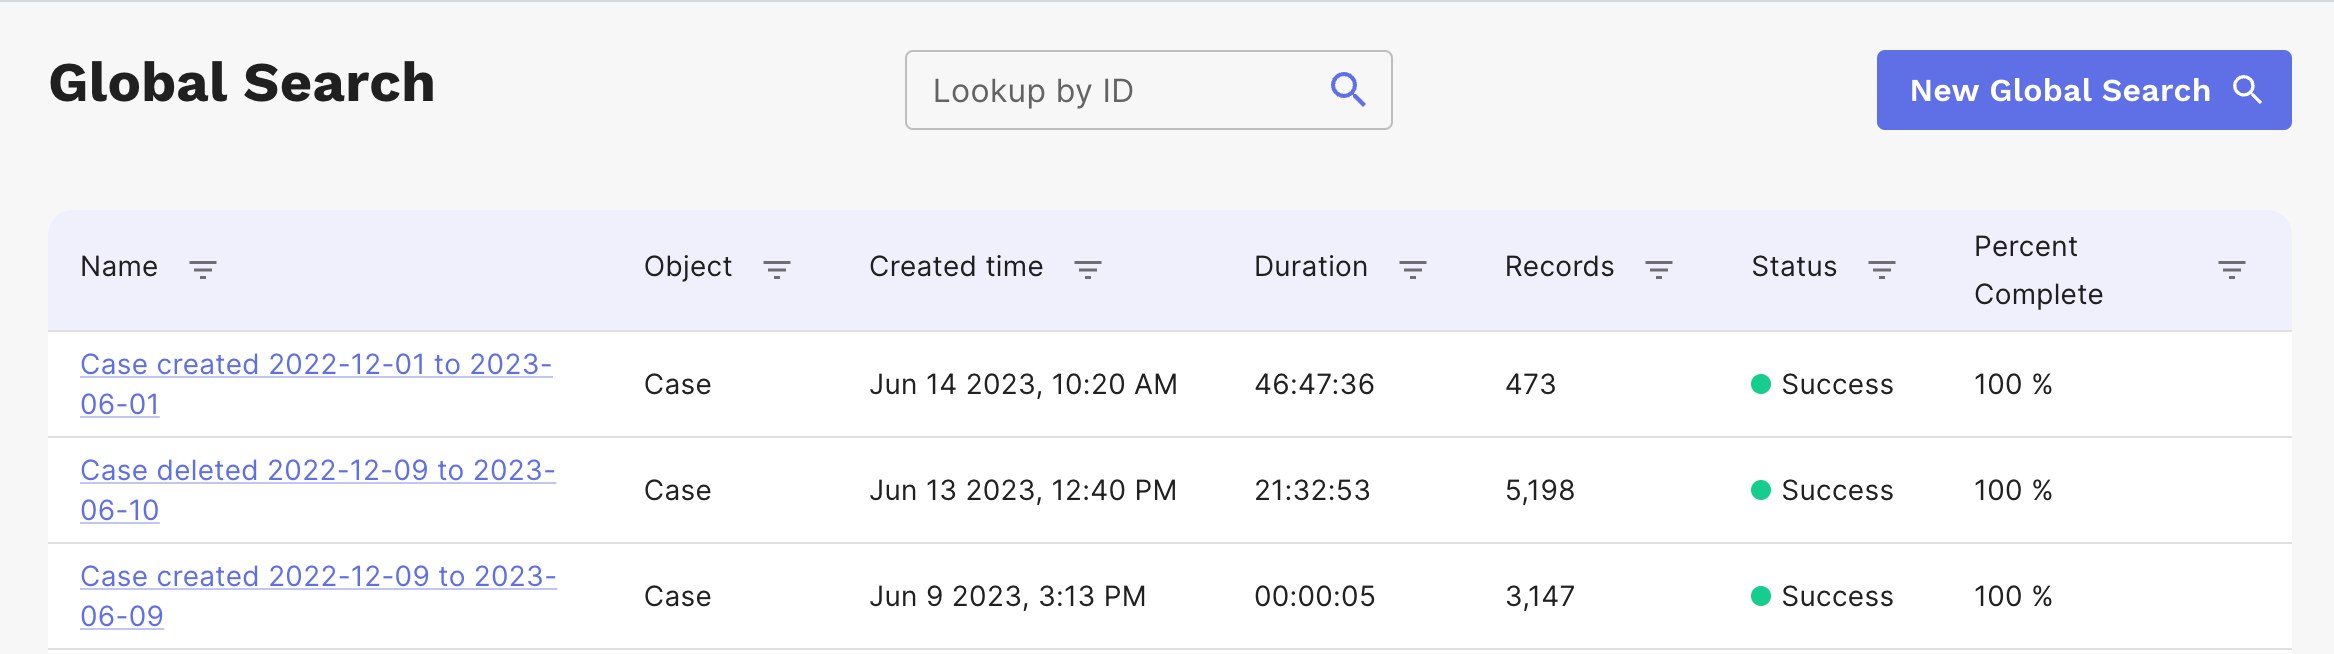 Global Search
Lookup by ID
New Global Search
Name Object Created time Duration Records Status Percent Complete
Case created 2022-12-01 to 2023-
06-01
Case Jun 14 2023, 10:20 AM 46:47:36 473 Success 100 %
Case deleted 2022-12-09 to 2023-
06-10
Case Jun 13 2023, 12:40 PM 21:32:53 5,198 Success 100 %
Case created 2022-12-09 to 2023-
06-09
Case Jun 9 2023, 3:13 PM 00:00:05 3,147 Success 100 %